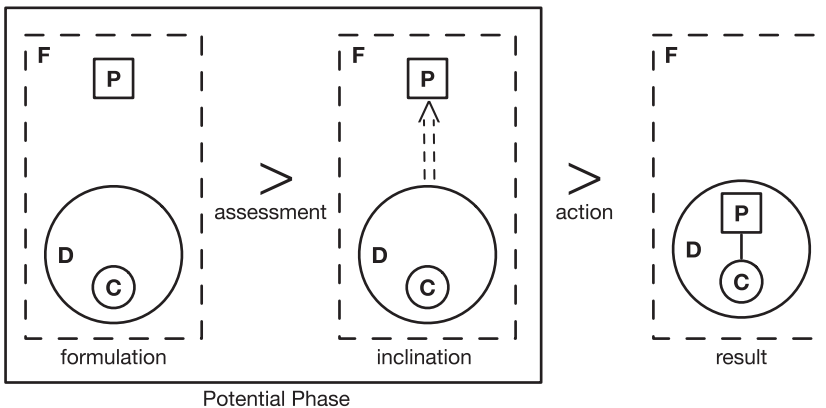 F
P
D
C
formulation
>
assessment
F
P
D
C
inclination
>
action
F
P
D
C
result
Potential Phase